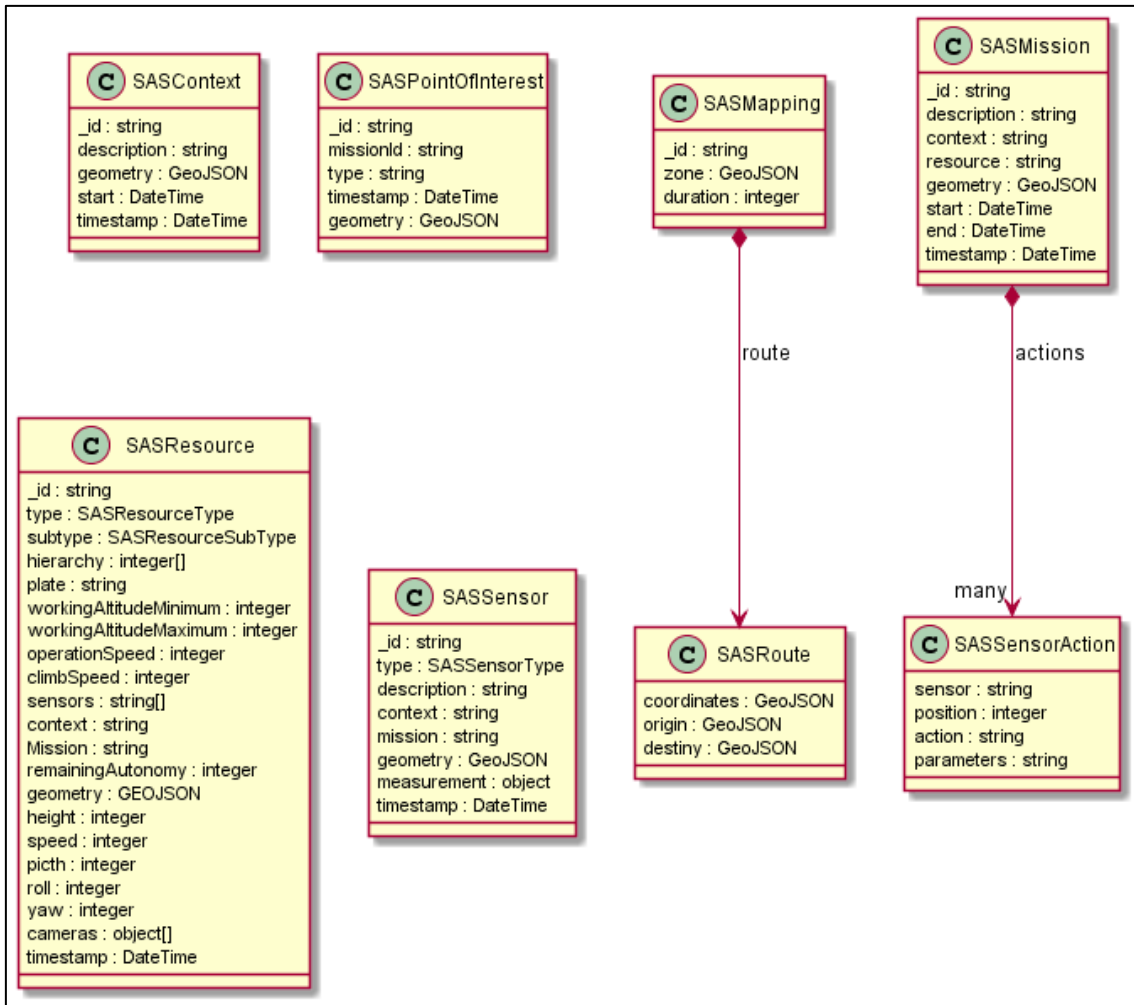 C SASContext
_id : string
description : string
geometry : GeoJSON
start : DateTime
timestamp : DateTime
C SASPointOfInterest
_id : string
missionId : string
type : string
timestamp : DateTime
geometry : GeoJSON
C SASMapping
_id : string
zone : GeoJSON
duration : integer
C SASMission
_id : string
description : string
context : string
resource : string
geometry : GeoJSON
start : DateTime
end : DateTime
timestamp : DateTime
route
actions
many
C SASResource
_id : string
type : SASResourceType
subtype : SASResourceSubType
hierarchy : integer[]
plate : string
workingAltitudeMinimum : integer
workingAltitudeMaximum : integer
operationSpeed : integer
climbSpeed : integer
sensors : string[]
context : string
Mission : string
remainingAutonomy : integer
geometry : GEOJSON
height : integer
speed : integer
picth : integer
roll : integer
yaw : integer
cameras : object[]
timestamp : DateTime
C SASSensor
_id : string
type : SASSensorType
description : string
context : string
mission : string
geometry : GeoJSON
measurement : object
timestamp : DateTime
C SASRoute
coordinates : GeoJSON
origin : GeoJSON
destiny : GeoJSON
C SASSensorAction
sensor : string
position : integer
action : string
parameters : string